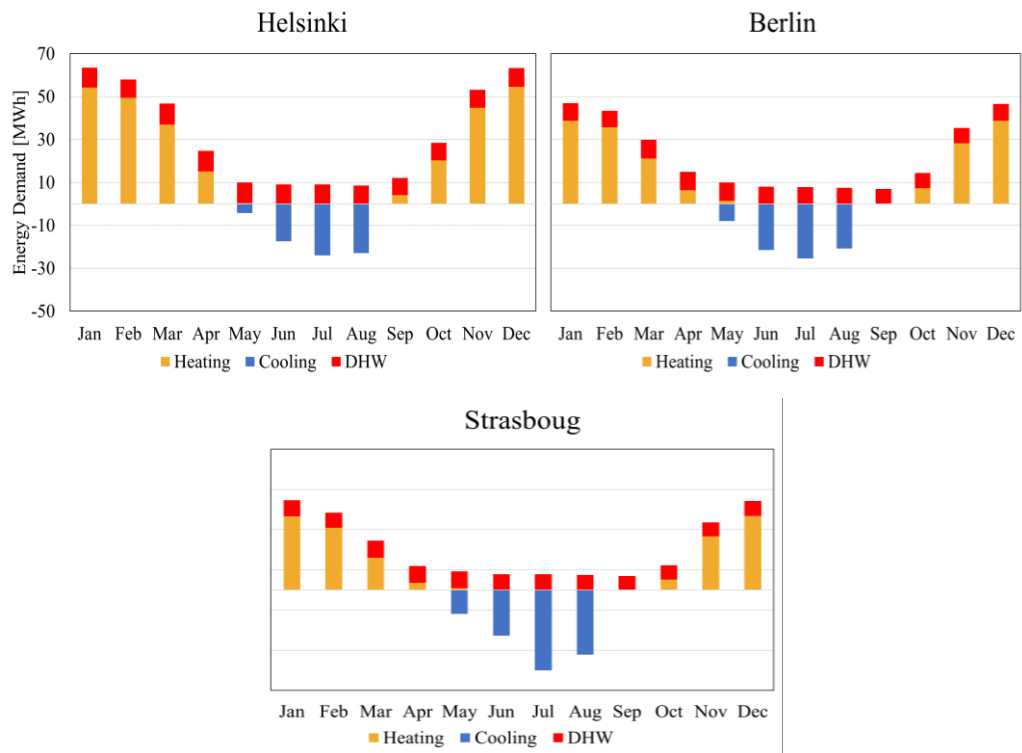 Helsinki
Berlin
Energy Demand [MWh]
70
50
30
10
-10
-30
-50
Jan Feb Mar Apr May Jun Jul Aug Sep Oct Nov Dec
Heating Cooling DHW
Jan Feb Mar Apr May Jun Jul Aug Sep Oct Nov Dec
Heating Cooling DHW
Strasboug
Jan Feb Mar Apr May Jun Jul Aug Sep Oct Nov Dec
Heating Cooling DHW